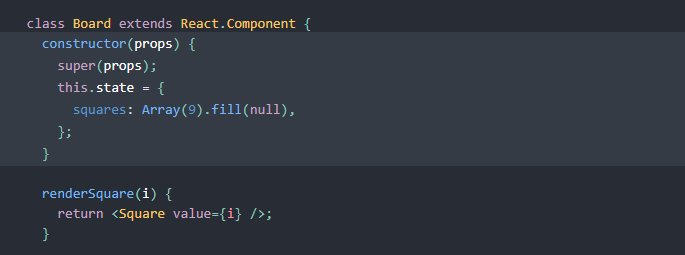 class Board extends React.Component {
  constructor(props) {
    super(props);
    this.state = {
      squares: Array(9).fill(null),
    };
  }

  renderSquare(i) {
    return <Square value={i} />;
  }